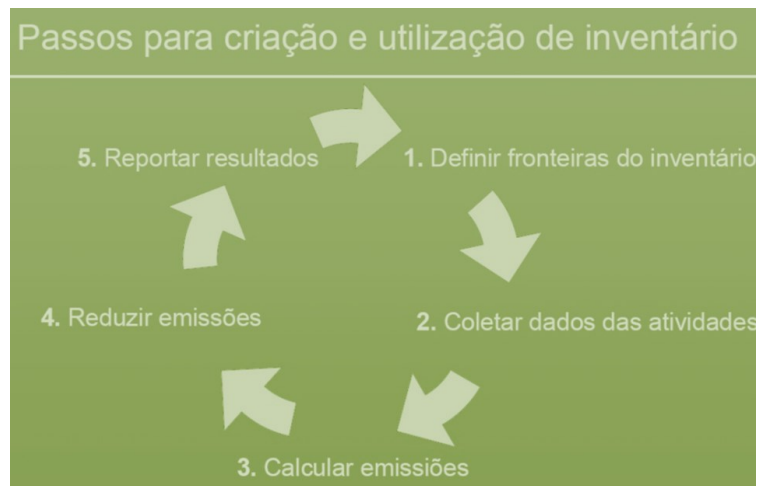 Passos para criação e utilização de inventário
1. Definir fronteiras do inventário
2. Coletar dados das atividades
3. Calcular emissiões
4. Reduzir emissões
5. Reportar resultados